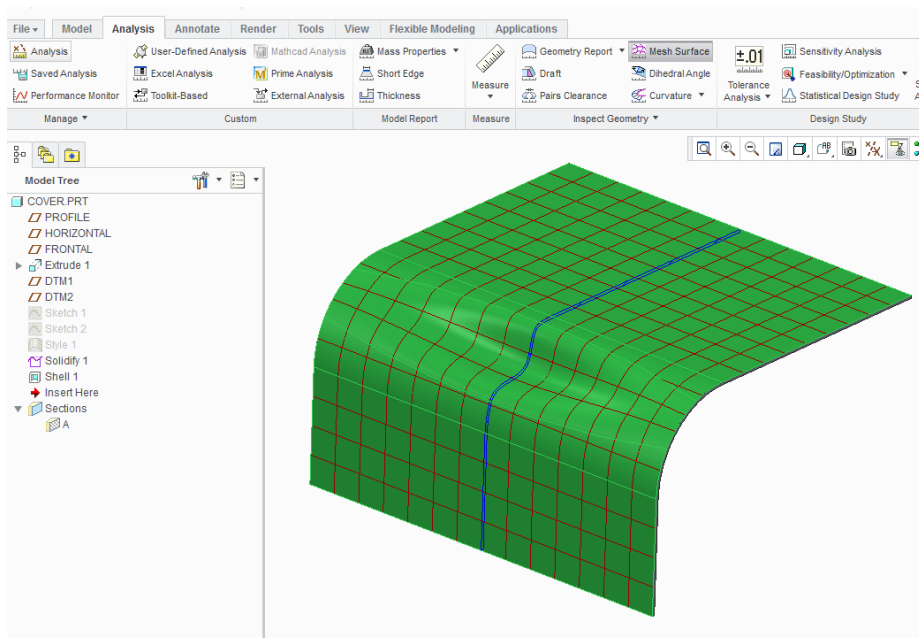 File Model Analysis Annotate Render Tools View Flexible Modeling Applications
Analysis User-Defined Analysis Mathcad Analysis Mass Properties Geometry Report Mesh Surface Sensitivity Analysis
Saved Analysis Excel Analysis Prime Analysis Short Edge Measure Draft Dihedral Angle ±.01 Tolerance Analysis Feasibility/Optimization
Performance Monitor Toolkit-Based External Analysis Thickness Pairs Clearance Curvature Statistical Design Study
Manage Custom Model Report Measure Inspect Geometry Design Study
Model Tree
COVER.PRT
PROFILE
HORIZONTAL
FRONTAL
Extrude 1
DTM1
DTM2
Sketch 1
Sketch 2
Style 1
Solidify 1
Shell 1
Insert Here
Sections
A